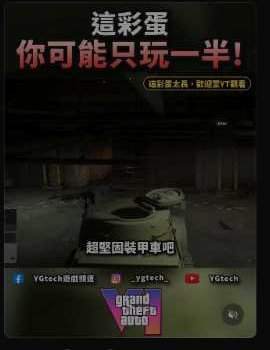 這彩蛋
你可能只玩一半!
這彩蛋太長,歡迎至YT觀看
超堅固裝甲車吧
YGtech遊戲頻道
_ygtech_
YGtech
grand
theft
auto
VI